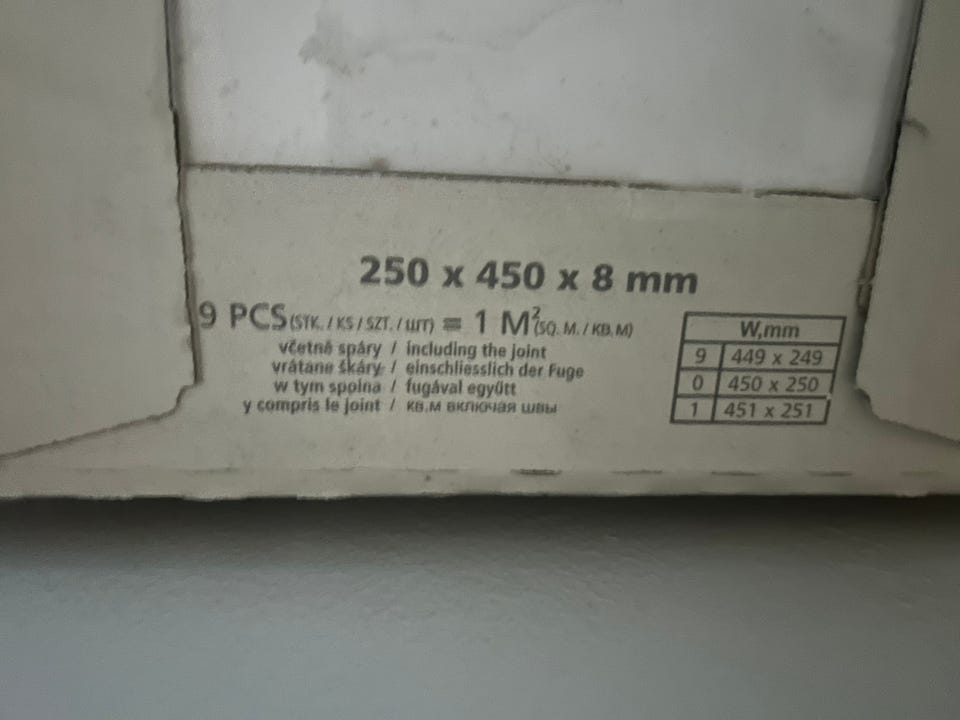 250 x 450 x 8 mm
9 PCS (STK. / KS / SZT. / ШТ) = 1 M² (SQ. M. / КВ. М)
včetně spáry / including the joint
vrátane škáry / einschliesslich der Fuge
w tym spoina / fugával együtt
y compris le joint / КВ.М включая швы
W,mm
9 449 x 249
0 450 x 250
1 451 x 251